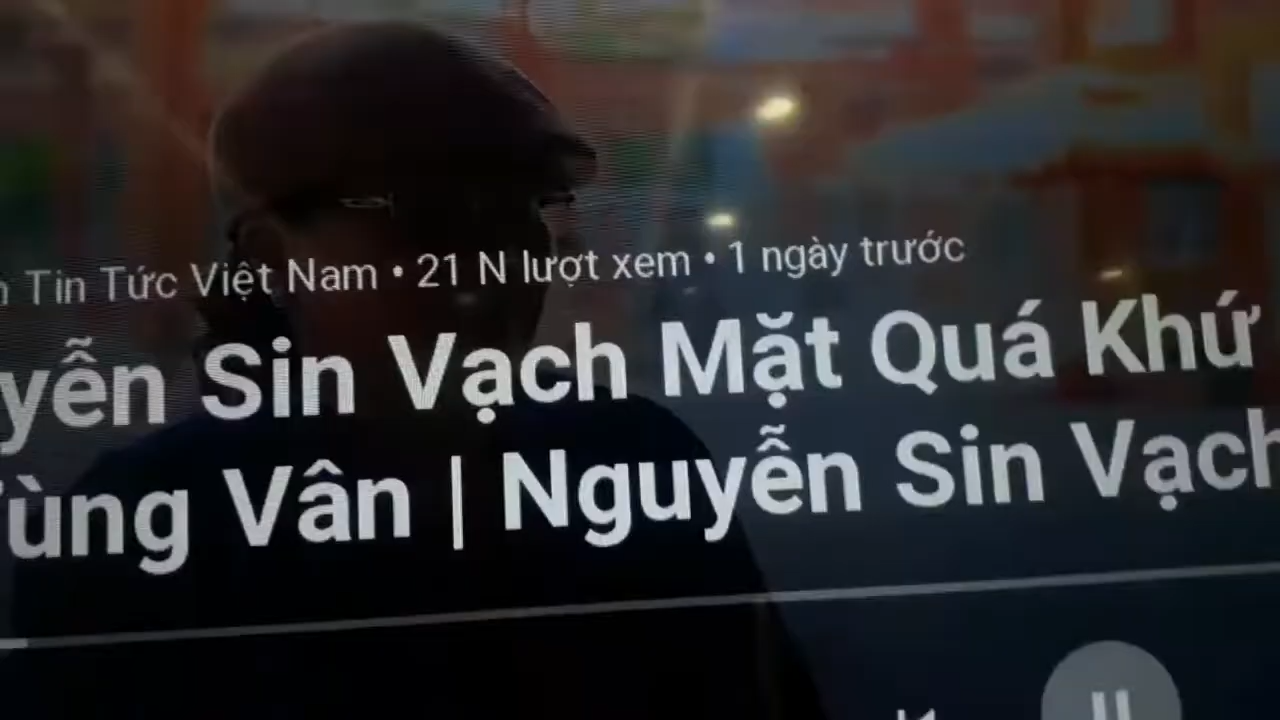 Tin Tức Việt Nam • 21 N lượt xem • 1 ngày trước
yễn Sin Vạch Mặt Quá Khứ
Tùng Vân | Nguyễn Sin Vạch